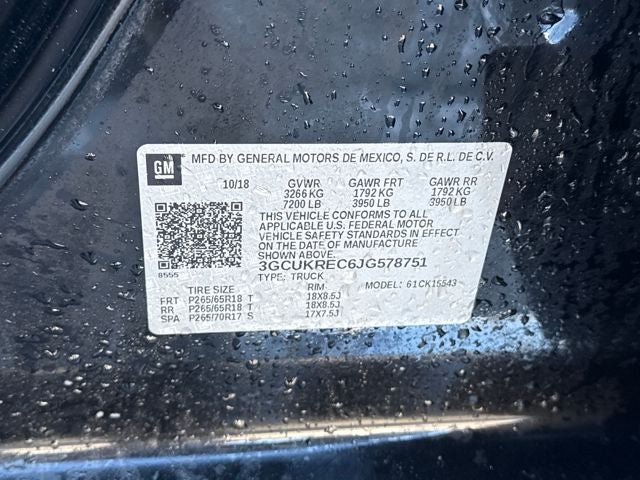 GM
MFD BY GENERAL MOTORS DE MEXICO, S. DE R.L. DE C.V.
10/18 GVWR GAWR FRT GAWR RR
3266 KG 1792 KG 1792 KG
7200 LB 3950 LB 3950 LB
THIS VEHICLE CONFORMS TO ALL
APPLICABLE U.S. FEDERAL MOTOR
VEHICLE SAFETY STANDARDS IN EFFECT
ON THE DATE OF MANUFACTURE
SHOWN ABOVE.
3GCUKREC6JG578751
8555 TYPE: TRUCK MODEL: 61CK15543
TIRE SIZE RIM
FRT P265/65R18 T 18X8.5J
RR P265/65R18 T 18X8.5J
SPA P265/70R17 S 17X7.5J